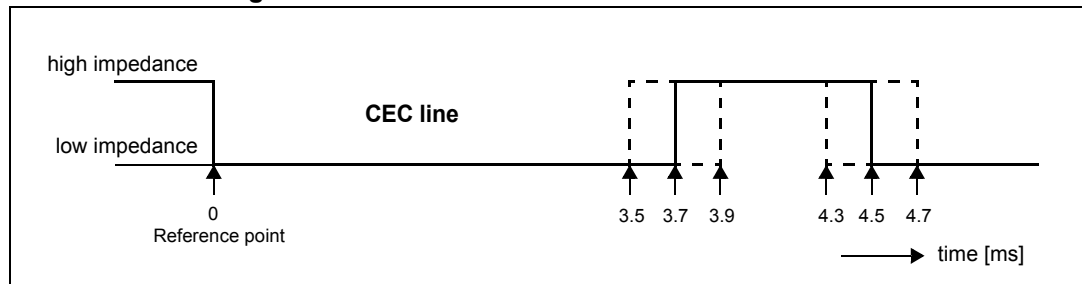 high impedance
CEC line
low impedance
0
Reference point
3.5 3.7 3.9 4.3 4.5 4.7
time [ms]